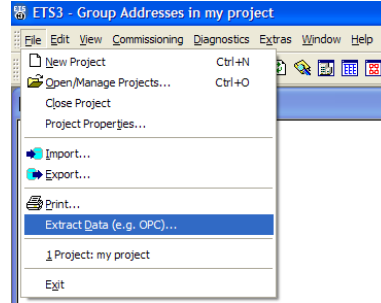 ETS3 - Group Addresses in my project
File Edit View Commissioning Diagnostics Extras Window Help
New Project Ctrl+N
Open/Manage Projects... Ctrl+O
Close Project
Project Properties...
Import...
Export...
Print...
Extract Data (e.g. OPC)...
1 Project: my project
Exit